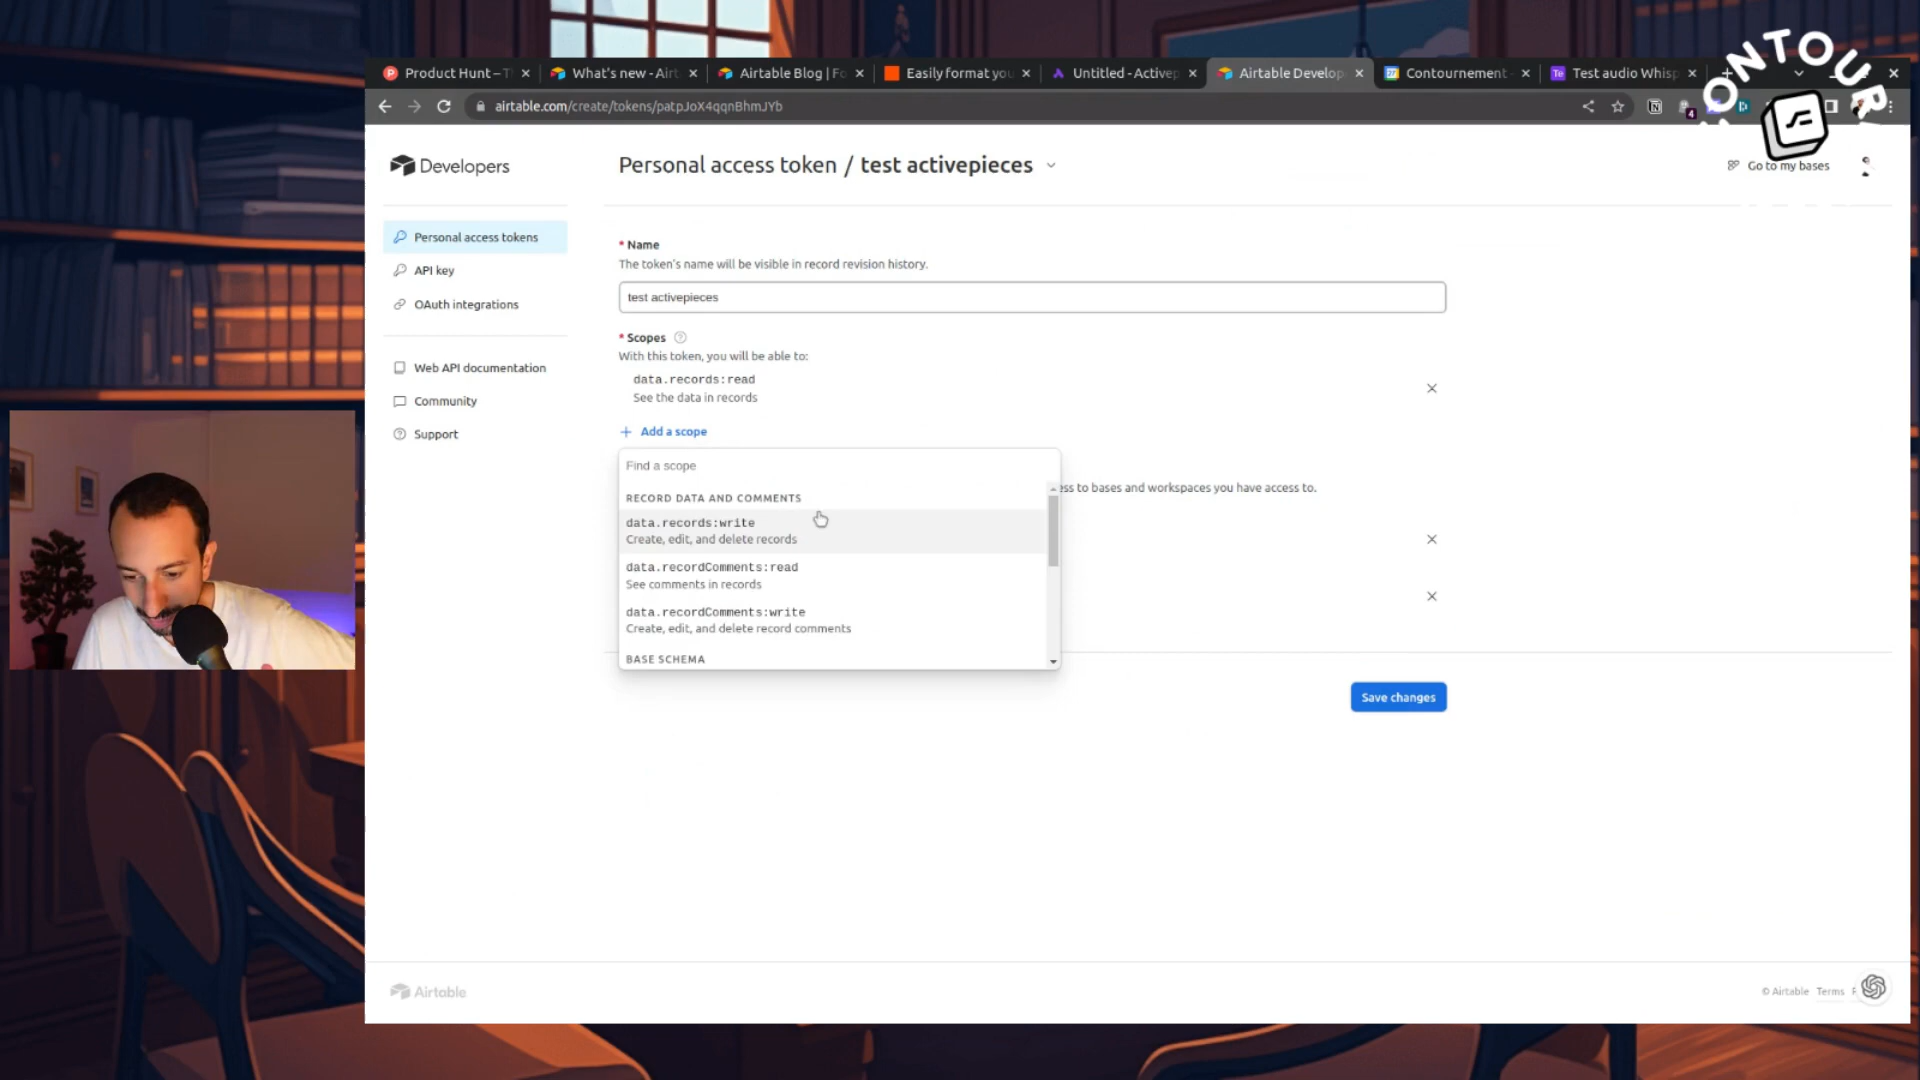 Product Hunt – T
What's new - Airt
Airtable Blog | Fo
Easily format you
Untitled - Activep
Airtable Develop
Contournement -
Test audio Whisp
airtable.com/create/tokens/patpJoX4qqnBhmJYb
4
Developers
Personal access token / test activepieces
Go to my bases
Personal access tokens
API key
OAuth integrations
Web API documentation
Community
Support
* Name
The token's name will be visible in record revision history.
test activepieces
* Scopes
With this token, you will be able to:
data.records:read
See the data in records
+ Add a scope
Find a scope
RECORD DATA AND COMMENTS
data.records:write
Create, edit, and delete records
data.recordComments:read
See comments in records
data.recordComments:write
Create, edit, and delete record comments
BASE SCHEMA
ess to bases and workspaces you have access to.
Save changes
Airtable
© Airtable Terms